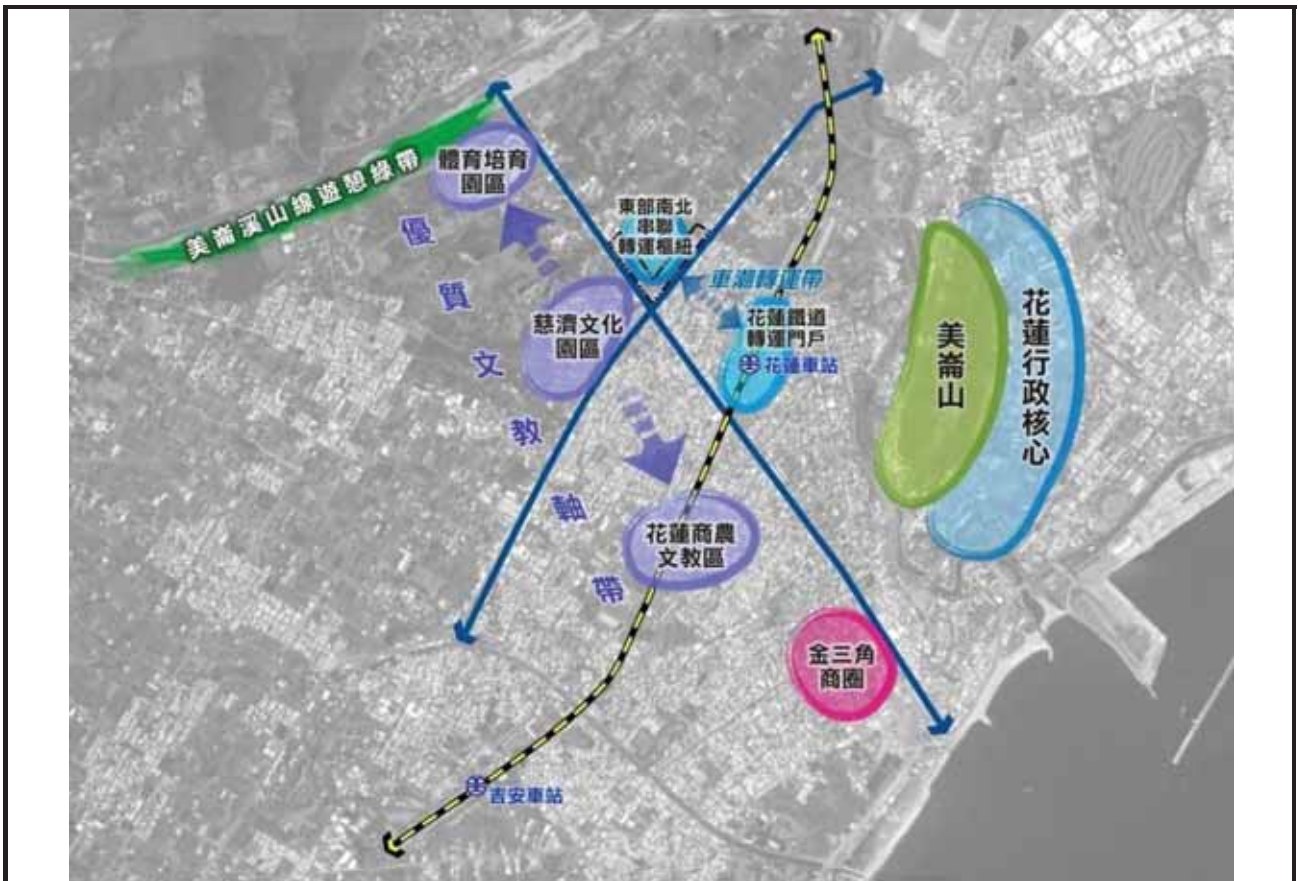 美崙溪山線遊憩綠帶
體育培育
園區
優質文教軸帶
東部南北
串聯
轉運樞紐
車潮轉運帶
慈濟文化
園區
花蓮鐵道
轉運門戶
花蓮車站
美崙山
花蓮行政核心
花蓮商農
文教區
金三角
商圈
吉安車站